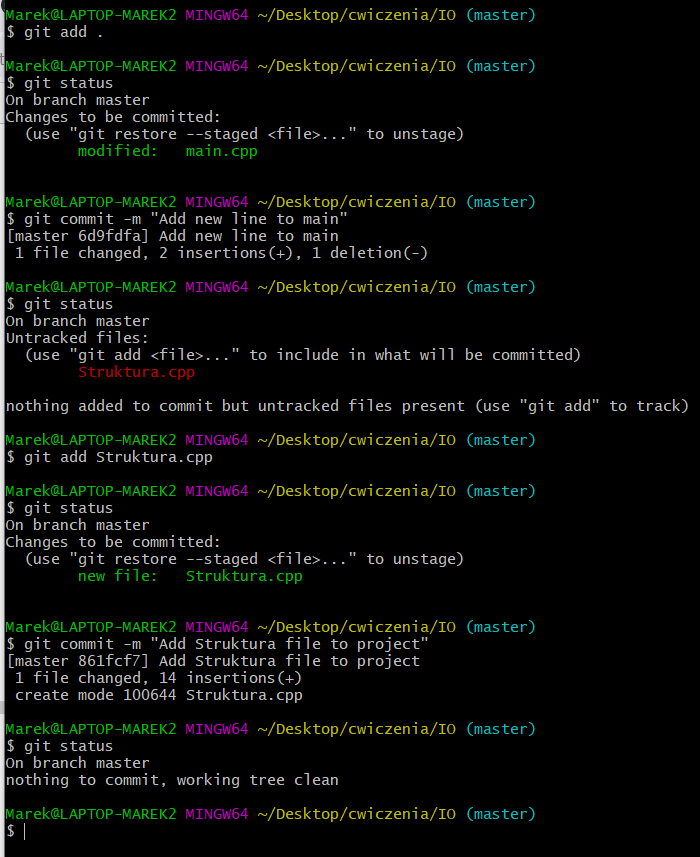 Marek@LAPTOP-MAREK2 MINGW64 ~/Desktop/cwiczenia/IO (master)
$ git add .
Marek@LAPTOP-MAREK2 MINGW64 ~/Desktop/cwiczenia/IO (master)
$ git status
On branch master
Changes to be committed:
  (use "git restore --staged <file>..." to unstage)
        modified:   main.cpp
Marek@LAPTOP-MAREK2 MINGW64 ~/Desktop/cwiczenia/IO (master)
$ git commit -m "Add new line to main"
[master 6d9fdfa] Add new line to main
 1 file changed, 2 insertions(+), 1 deletion(-)
Marek@LAPTOP-MAREK2 MINGW64 ~/Desktop/cwiczenia/IO (master)
$ git status
On branch master
Untracked files:
  (use "git add <file>..." to include in what will be committed)
        Struktura.cpp
nothing added to commit but untracked files present (use "git add" to track)
Marek@LAPTOP-MAREK2 MINGW64 ~/Desktop/cwiczenia/IO (master)
$ git add Struktura.cpp
Marek@LAPTOP-MAREK2 MINGW64 ~/Desktop/cwiczenia/IO (master)
$ git status
On branch master
Changes to be committed:
  (use "git restore --staged <file>..." to unstage)
        new file:   Struktura.cpp
Marek@LAPTOP-MAREK2 MINGW64 ~/Desktop/cwiczenia/IO (master)
$ git commit -m "Add Struktura file to project"
[master 861fcf7] Add Struktura file to project
 1 file changed, 14 insertions(+)
 create mode 100644 Struktura.cpp
Marek@LAPTOP-MAREK2 MINGW64 ~/Desktop/cwiczenia/IO (master)
$ git status
On branch master
nothing to commit, working tree clean
Marek@LAPTOP-MAREK2 MINGW64 ~/Desktop/cwiczenia/IO (master)
$